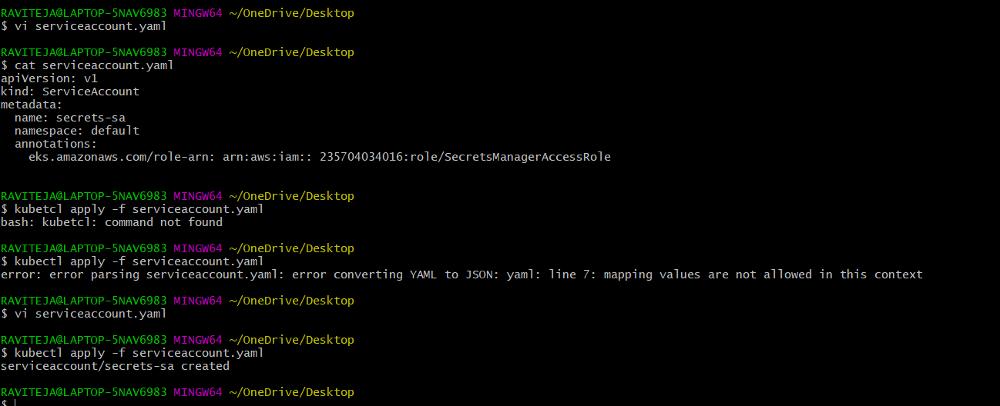 RAVITEJA@LAPTOP-5NAV6983 MINGW64 ~/OneDrive/Desktop
$ vi serviceaccount.yaml
RAVITEJA@LAPTOP-5NAV6983 MINGW64 ~/OneDrive/Desktop
$ cat serviceaccount.yaml
apiVersion: v1
kind: ServiceAccount
metadata:
  name: secrets-sa
  namespace: default
  annotations:
    eks.amazonaws.com/role-arn: arn:aws:iam:: 235704034016:role/SecretsManagerAccessRole
RAVITEJA@LAPTOP-5NAV6983 MINGW64 ~/OneDrive/Desktop
$ kubetcl apply -f serviceaccount.yaml
bash: kubetcl: command not found
RAVITEJA@LAPTOP-5NAV6983 MINGW64 ~/OneDrive/Desktop
$ kubectl apply -f serviceaccount.yaml
error: error parsing serviceaccount.yaml: error converting YAML to JSON: yaml: line 7: mapping values are not allowed in this context
RAVITEJA@LAPTOP-5NAV6983 MINGW64 ~/OneDrive/Desktop
$ vi serviceaccount.yaml
RAVITEJA@LAPTOP-5NAV6983 MINGW64 ~/OneDrive/Desktop
$ kubectl apply -f serviceaccount.yaml
serviceaccount/secrets-sa created
RAVITEJA@LAPTOP-5NAV6983 MINGW64 ~/OneDrive/Desktop
$